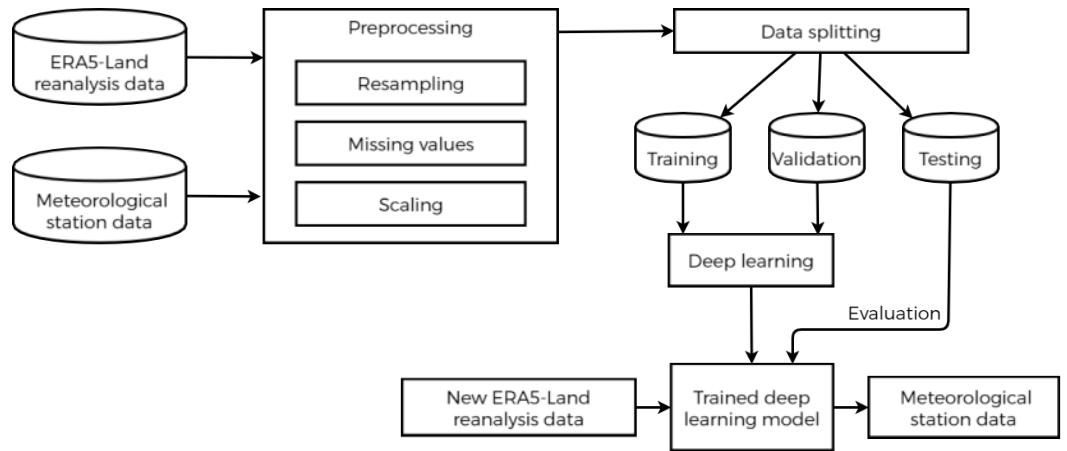 ERA5-Land
reanalysis data
Meteorological
station data
Preprocessing
Resampling
Missing values
Scaling
Data splitting
Training
Validation
Testing
Deep learning
Evaluation
New ERA5-Land
reanalysis data
Trained deep
learning model
Meteorological
station data